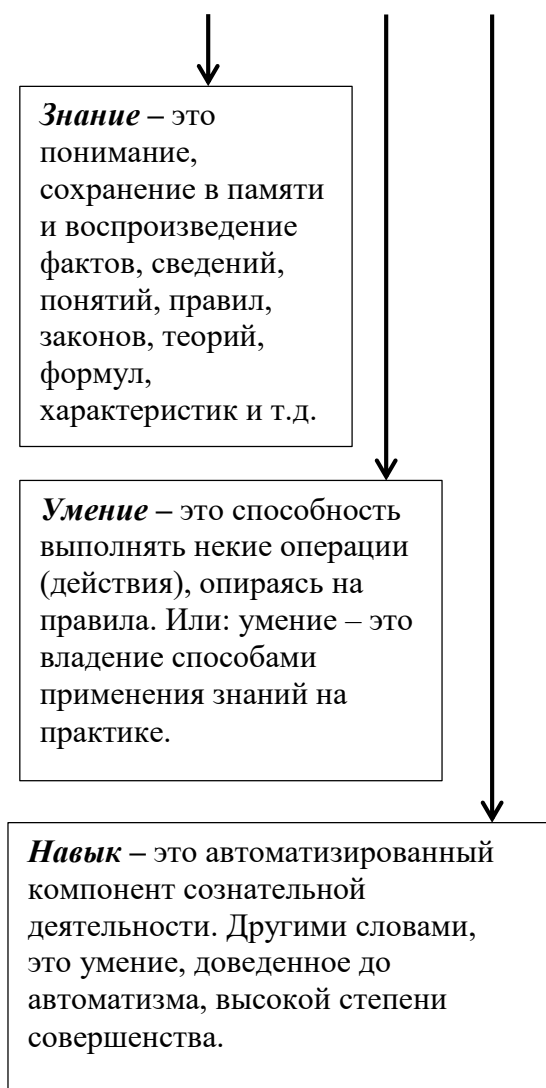 Знание – это
понимание,
сохранение в памяти
и воспроизведение
фактов, сведений,
понятий, правил,
законов, теорий,
формул,
характеристик и т.д.
Умение – это способность
выполнять некие операции
(действия), опираясь на
правила. Или: умение – это
владение способами
применения знаний на
практике.
Навык – это автоматизированный
компонент сознательной
деятельности. Другими словами,
это умение, доведенное до
автоматизма, высокой степени
совершенства.